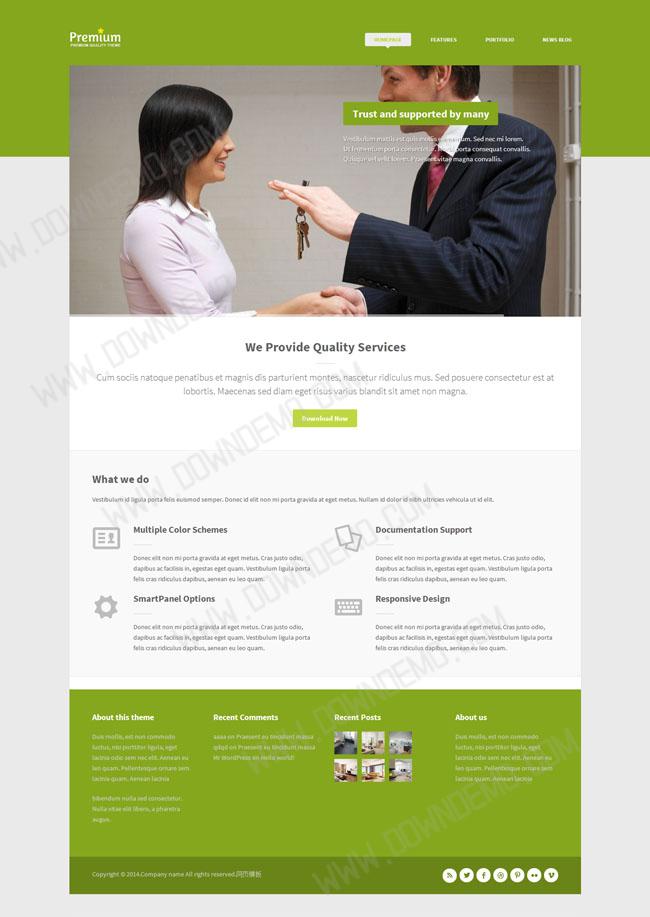 Premium
PREMIUM QUALITY THEME
HOMEPAGE
FEATURES
PORTFOLIO
NEWS BLOG
Trust and supported by many
Vestibulum mattis est quis mollis
Sed nec mi lorem.
Ut fermentum porta consectetur.
porta consequat convallis.
Quisque vel velit lorem. Praesent vitae magna convallis.
We Provide Quality Services
Cum sociis natoque penatibus et magnis dis parturient montes, nascetur ridiculus mus. Sed posuere consectetur est at
lobortis. Maecenas sed diam eget risus varius blandit sit amet non magna.
Download Now
What we do
Vestibulum id ligula porta felis euismod semper. Donec id elit non mi porta gravida at eget metus. Nullam id dolor id nibh ultricies vehicula ut id elit.
Multiple Color Schemes
Donec elit non mi porta gravida at eget metus. Cras justo odio,
dapibus ac facilisis in, egestas eget quam. Vestibulum ligula porta
felis cras ridiculus dapibus, aenean eu leo quam.
Documentation Support
Donec elit non mi porta gravida at eget metus. Cras justo odio,
dapibus ac facilisis in, egestas eget quam. Vestibulum ligula porta
felis cras ridiculus dapibus, aenean eu leo quam.
SmartPanel Options
Donec elit non mi porta gravida at eget metus. Cras justo odio,
dapibus ac facilisis in, egestas eget quam. Vestibulum ligula porta
felis cras ridiculus dapibus, aenean eu leo quam.
Responsive Design
Donec elit non mi porta gravida at eget metus. Cras justo odio,
dapibus ac facilisis in, egestas eget quam. Vestibulum ligula porta
felis cras ridiculus dapibus, aenean eu leo quam.
About this theme
Duis mollis, est non commodo
luctus, nisi porttitor ligula, eget
lacinia odio sem nec elit. Aenean eu
leo quam. Pellentesque ornare sem
lacinia quam. Aenean lacinia
bibendum nulla sed consectetur.
Nulla vitae elit libero, a pharetra
augue.
Recent Comments
aaaa on Praesent eu tincidunt massa
qdqd on Praesent eu tincidunt massa
Mr WordPress on Hello world!
Recent Posts
About us
Duis mollis, est non commodo
luctus, nisi porttitor ligula, eget
lacinia odio sem nec elit. Aenean eu
leo quam. Pellentesque ornare sem
lacinia quam. Aenean lacinia
Copyright © 2014.Company name All rights reserved.网页模板
WWW.DOWNDEMO.COM
WWW.DOWNDEMO.COM
WWW.DOWNDEMO.COM
WWW.DOWNDEMO.COM
WWW.DOWNDEMO.COM